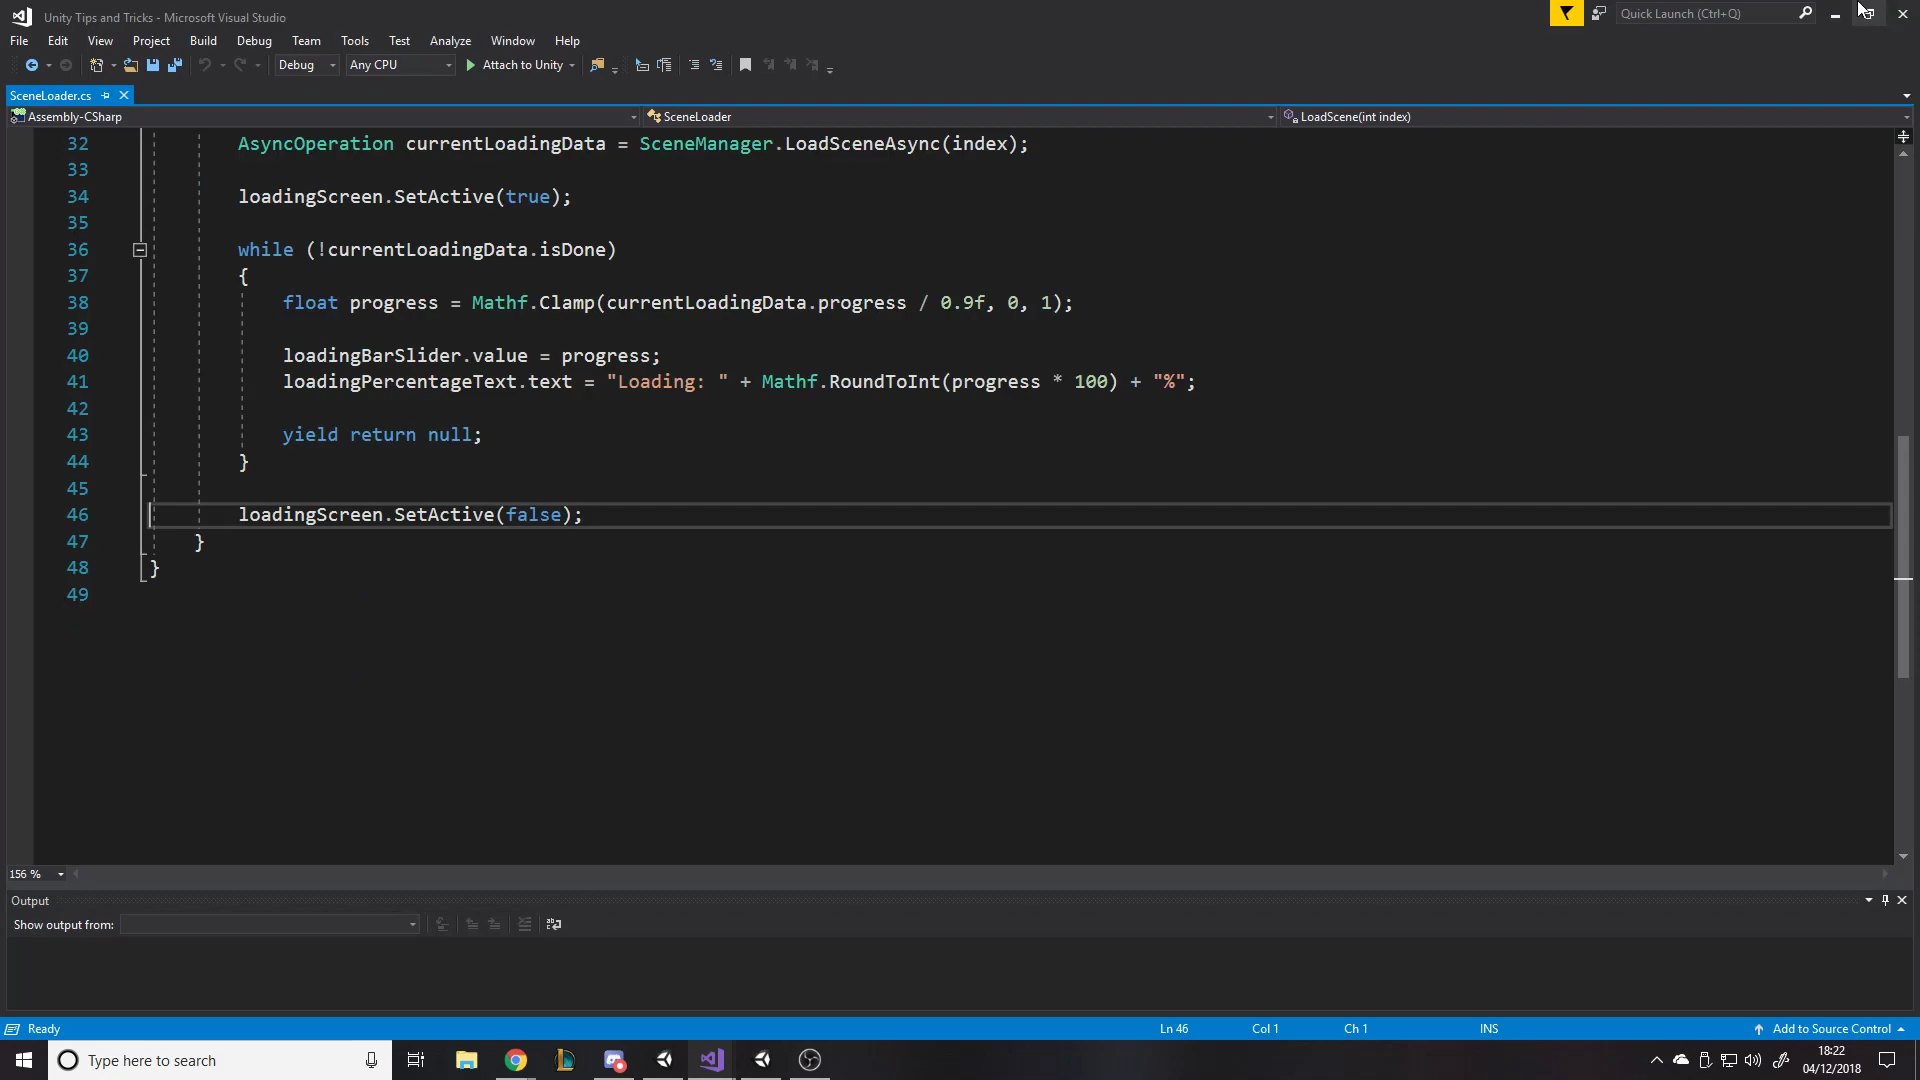 Unity Tips and Tricks - Microsoft Visual Studio
Quick Launch (Ctrl+Q)
File Edit View Project Build Debug Team Tools Test Analyze Window Help
Debug Any CPU Attach to Unity
SceneLoader.cs
Assembly-CSharp SceneLoader LoadScene(int index)
32 AsyncOperation currentLoadingData = SceneManager.LoadSceneAsync(index);
33
34 loadingScreen.SetActive(true);
35
36 while (!currentLoadingData.isDone)
37 {
38 float progress = Mathf.Clamp(currentLoadingData.progress / 0.9f, 0, 1);
39
40 loadingBarSlider.value = progress;
41 loadingPercentageText.text = "Loading: " + Mathf.RoundToInt(progress * 100) + "%";
42
43 yield return null;
44 }
45
46 loadingScreen.SetActive(false);
47 }
48 }
49
156 %
Output
Show output from:
Ready Ln 46 Col 1 Ch 1 INS Add to Source Control
Type here to search
18:22
04/12/2018